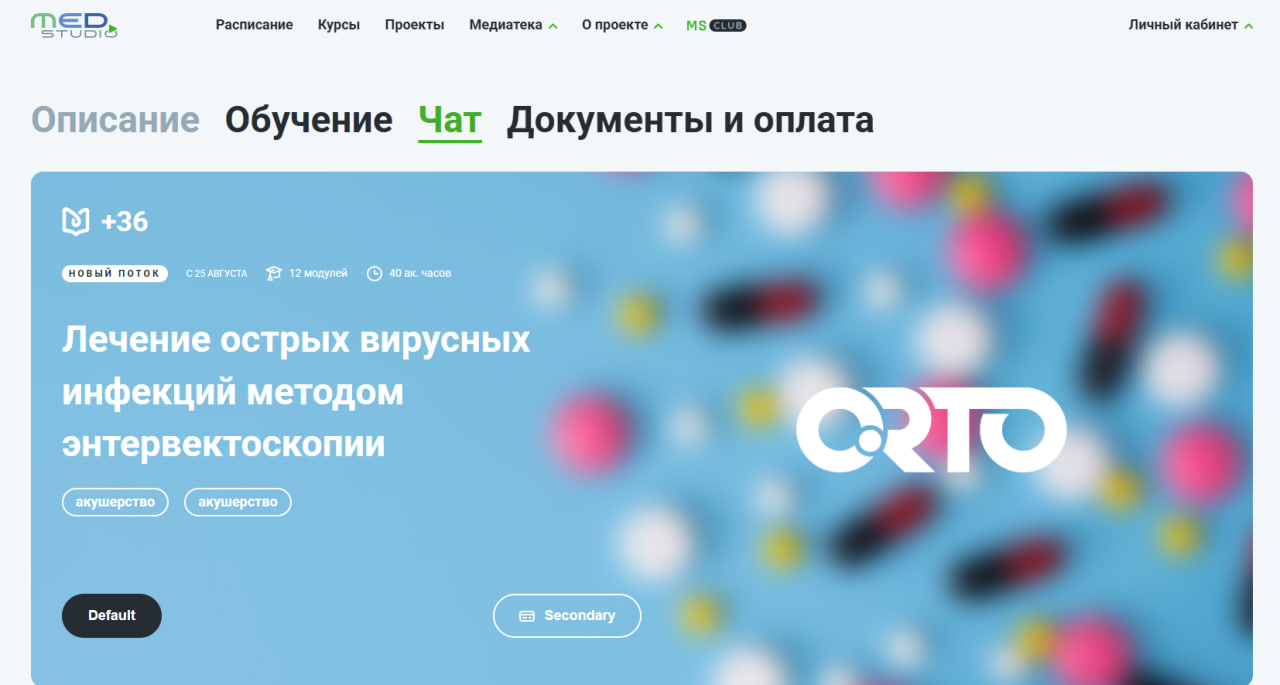 MED STUDIO
Расписание Курсы Проекты Медиатека О проекте MS CLUB Личный кабинет
Описание Обучение Чат Документы и оплата
+36
НОВЫЙ ПОТОК С 25 АВГУСТА 12 модулей 40 ак. часов
Лечение острых вирусных
инфекций методом
энтервектоскопии
ORTO
акушерство акушерство
Default Secondary